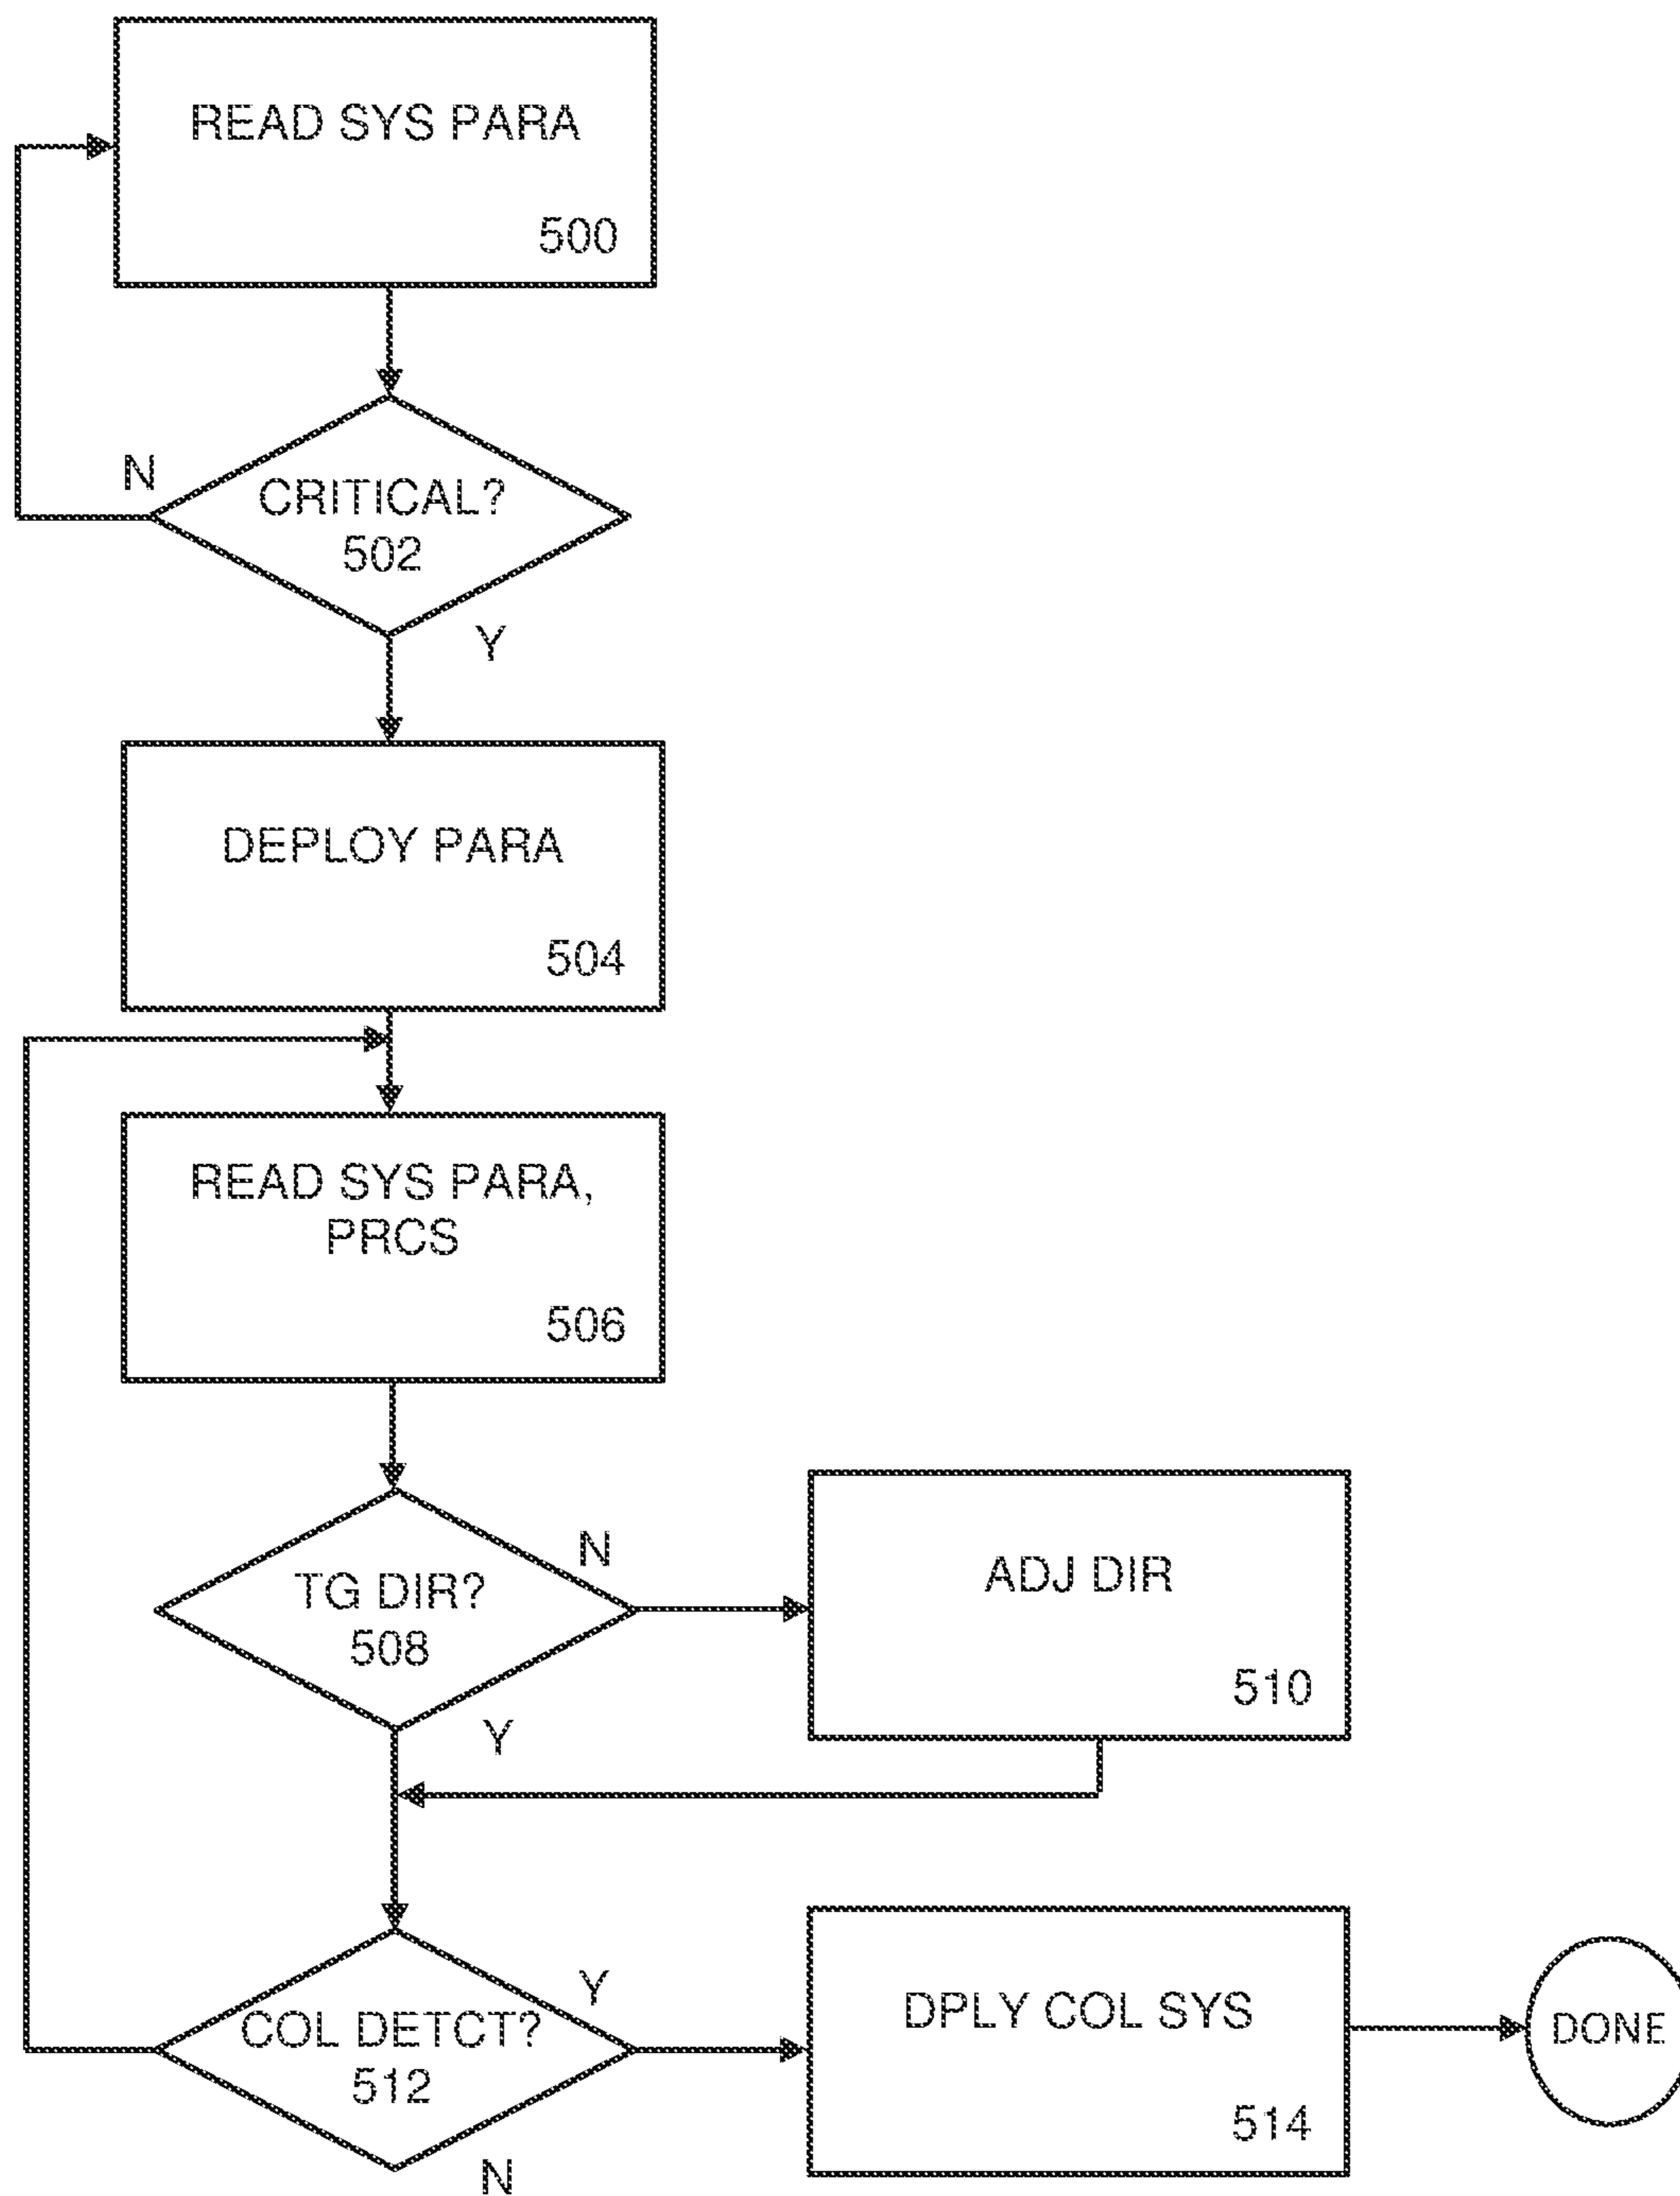 READ SYS PARA
500
N
CRITICAL?
502
Y
DEPLOY PARA
504
READ SYS PARA,
PRCS
506
N
TG DIR?
508
Y
ADJ DIR
510
Y
COL DETCT?
512
N
DPLY COL SYS
514
DONE